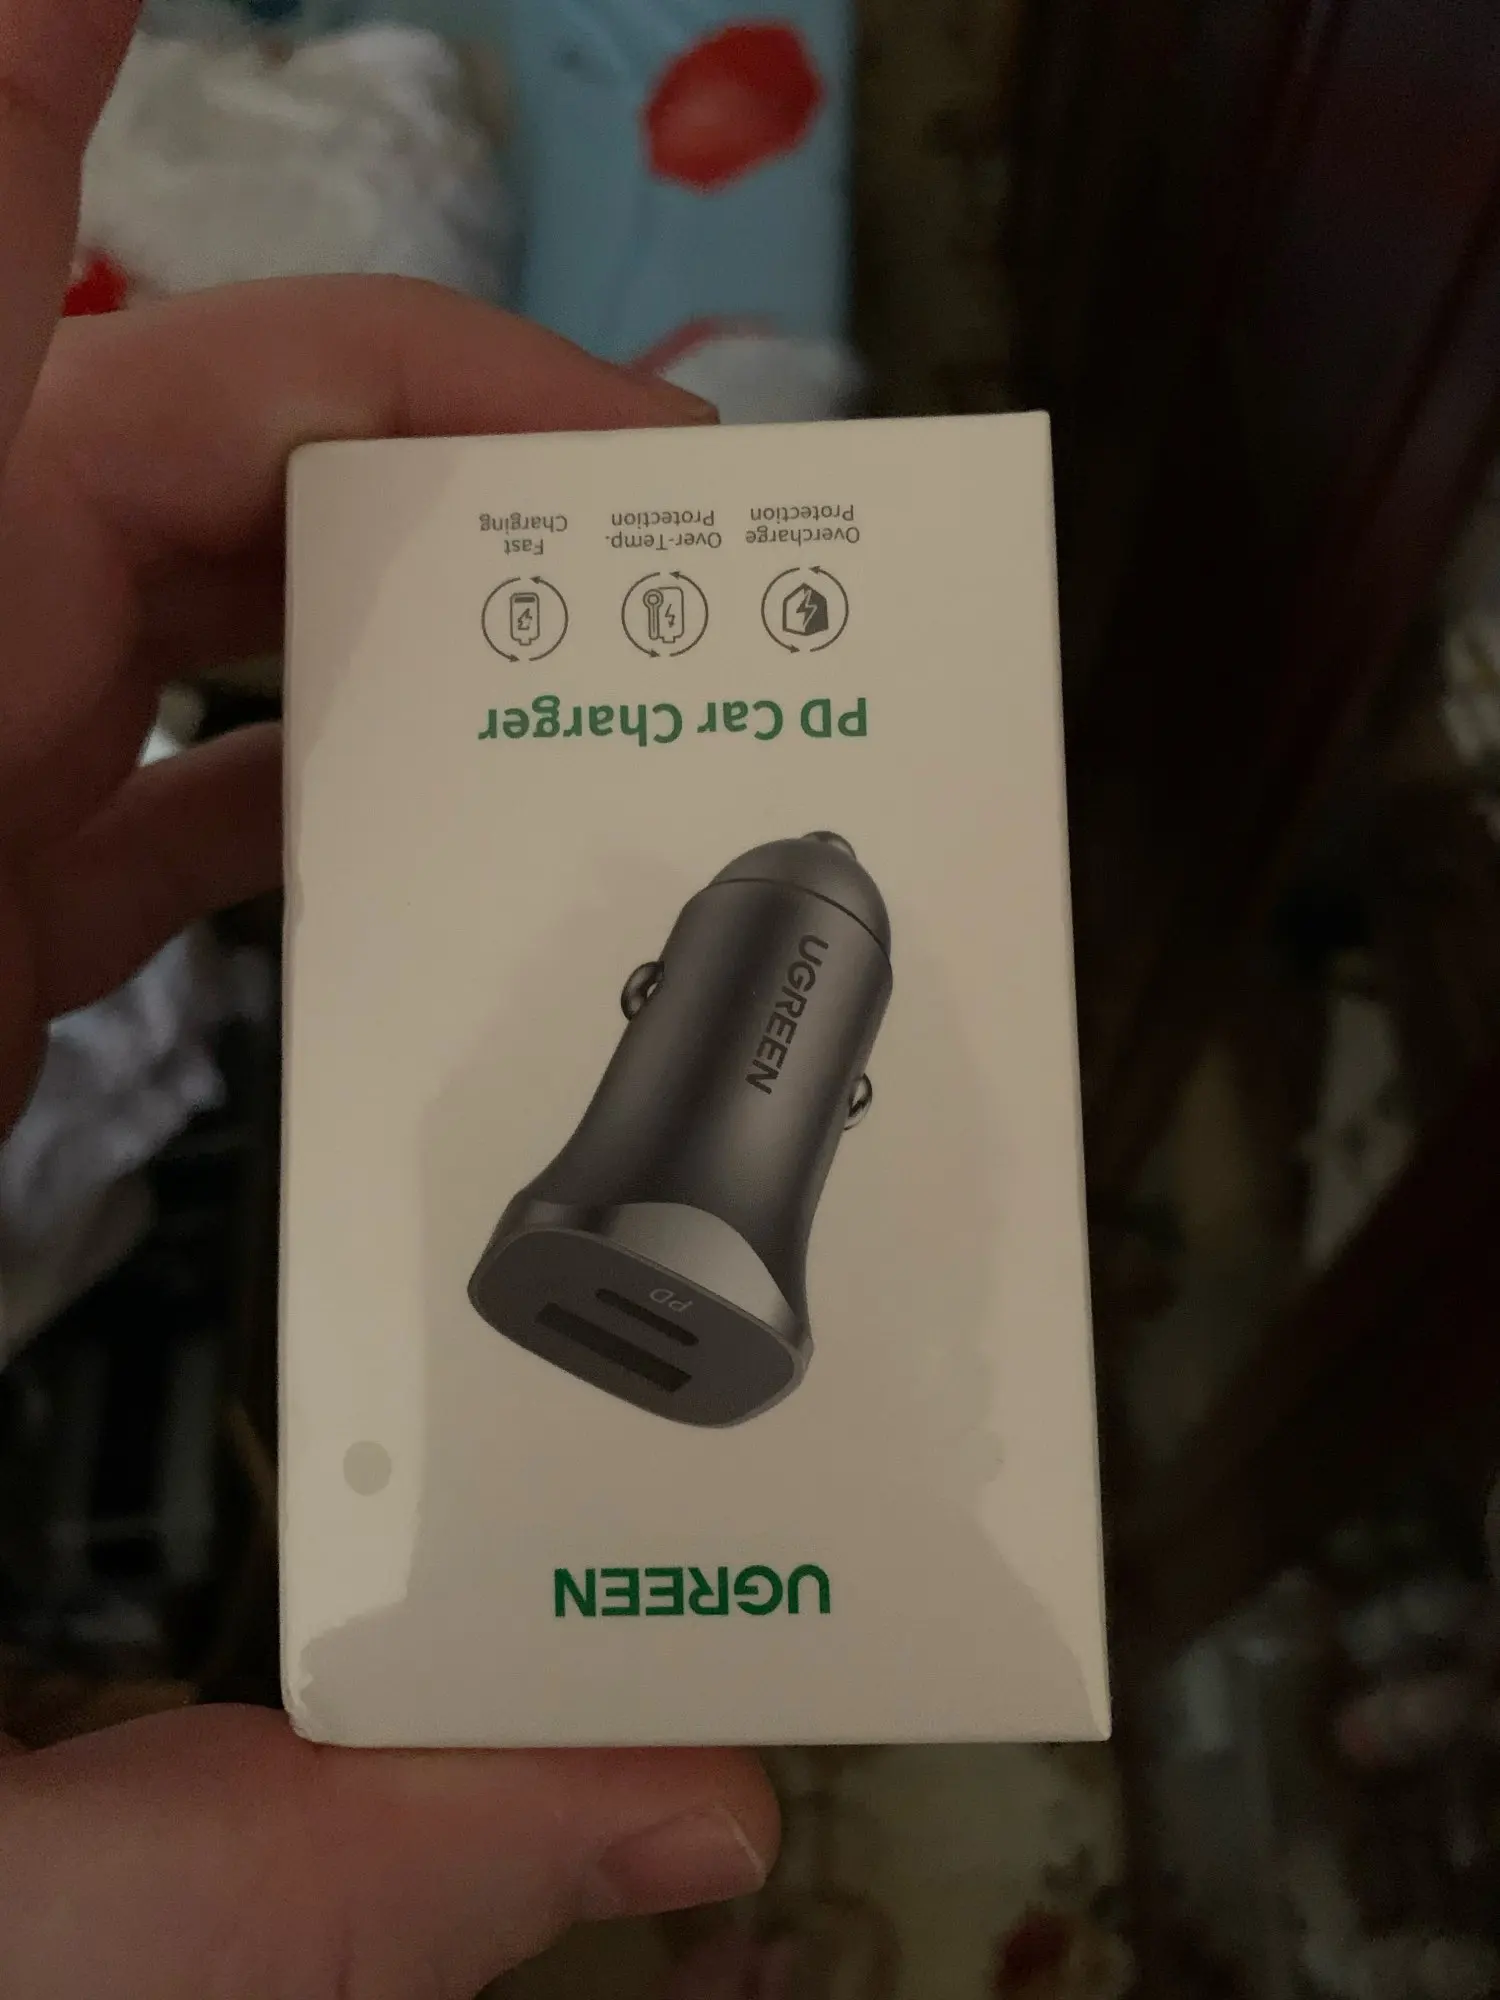 UGREEN
PD
UGREEN
PD Car Charger
Overcharge
Protection
Over-Temp.
Protection
Fast
Charging